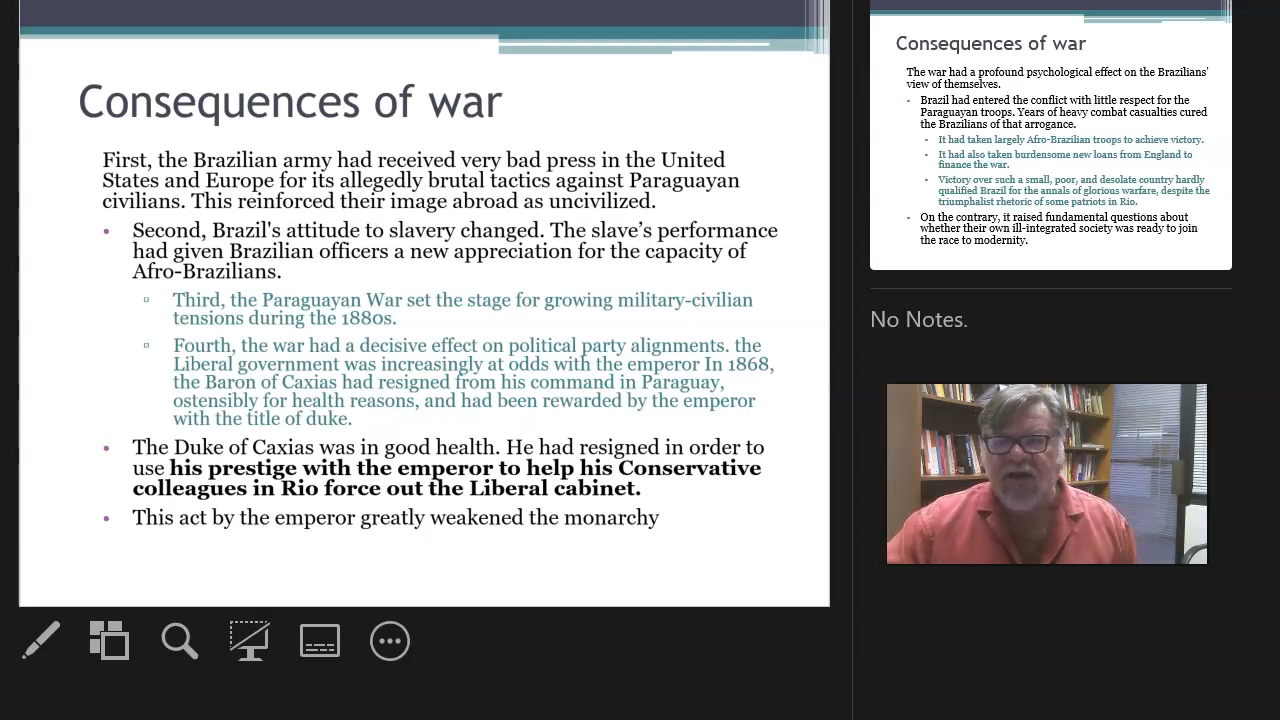 Consequences of war
First, the Brazilian army had received very bad press in the United
States and Europe for its allegedly brutal tactics against Paraguayan
civilians. This reinforced their image abroad as uncivilized.
• Second, Brazil's attitude to slavery changed. The slave’s performance
had given Brazilian officers a new appreciation for the capacity of
Afro-Brazilians.
▫ Third, the Paraguayan War set the stage for growing military-civilian
tensions during the 1880s.
▫ Fourth, the war had a decisive effect on political party alignments. the
Liberal government was increasingly at odds with the emperor In 1868,
the Baron of Caxias had resigned from his command in Paraguay,
ostensibly for health reasons, and had been rewarded by the emperor
with the title of duke.
• The Duke of Caxias was in good health. He had resigned in order to
use his prestige with the emperor to help his Conservative
colleagues in Rio force out the Liberal cabinet.
• This act by the emperor greatly weakened the monarchy
Consequences of war
The war had a profound psychological effect on the Brazilians'
view of themselves.
• Brazil had entered the conflict with little respect for the
Paraguayan troops. Years of heavy combat casualties cured
the Brazilians of that arrogance.
• It had taken largely Afro-Brazilian troops to achieve victory.
• It had also taken burdensome new loans from England to
finance the war.
• Victory over such a small, poor, and desolate country hardly
qualified Brazil for the annals of glorious warfare, despite the
triumphalist rhetoric of some patriots in Rio.
• On the contrary, it raised fundamental questions about
whether their own ill-integrated society was ready to join
the race to modernity.
No Notes.